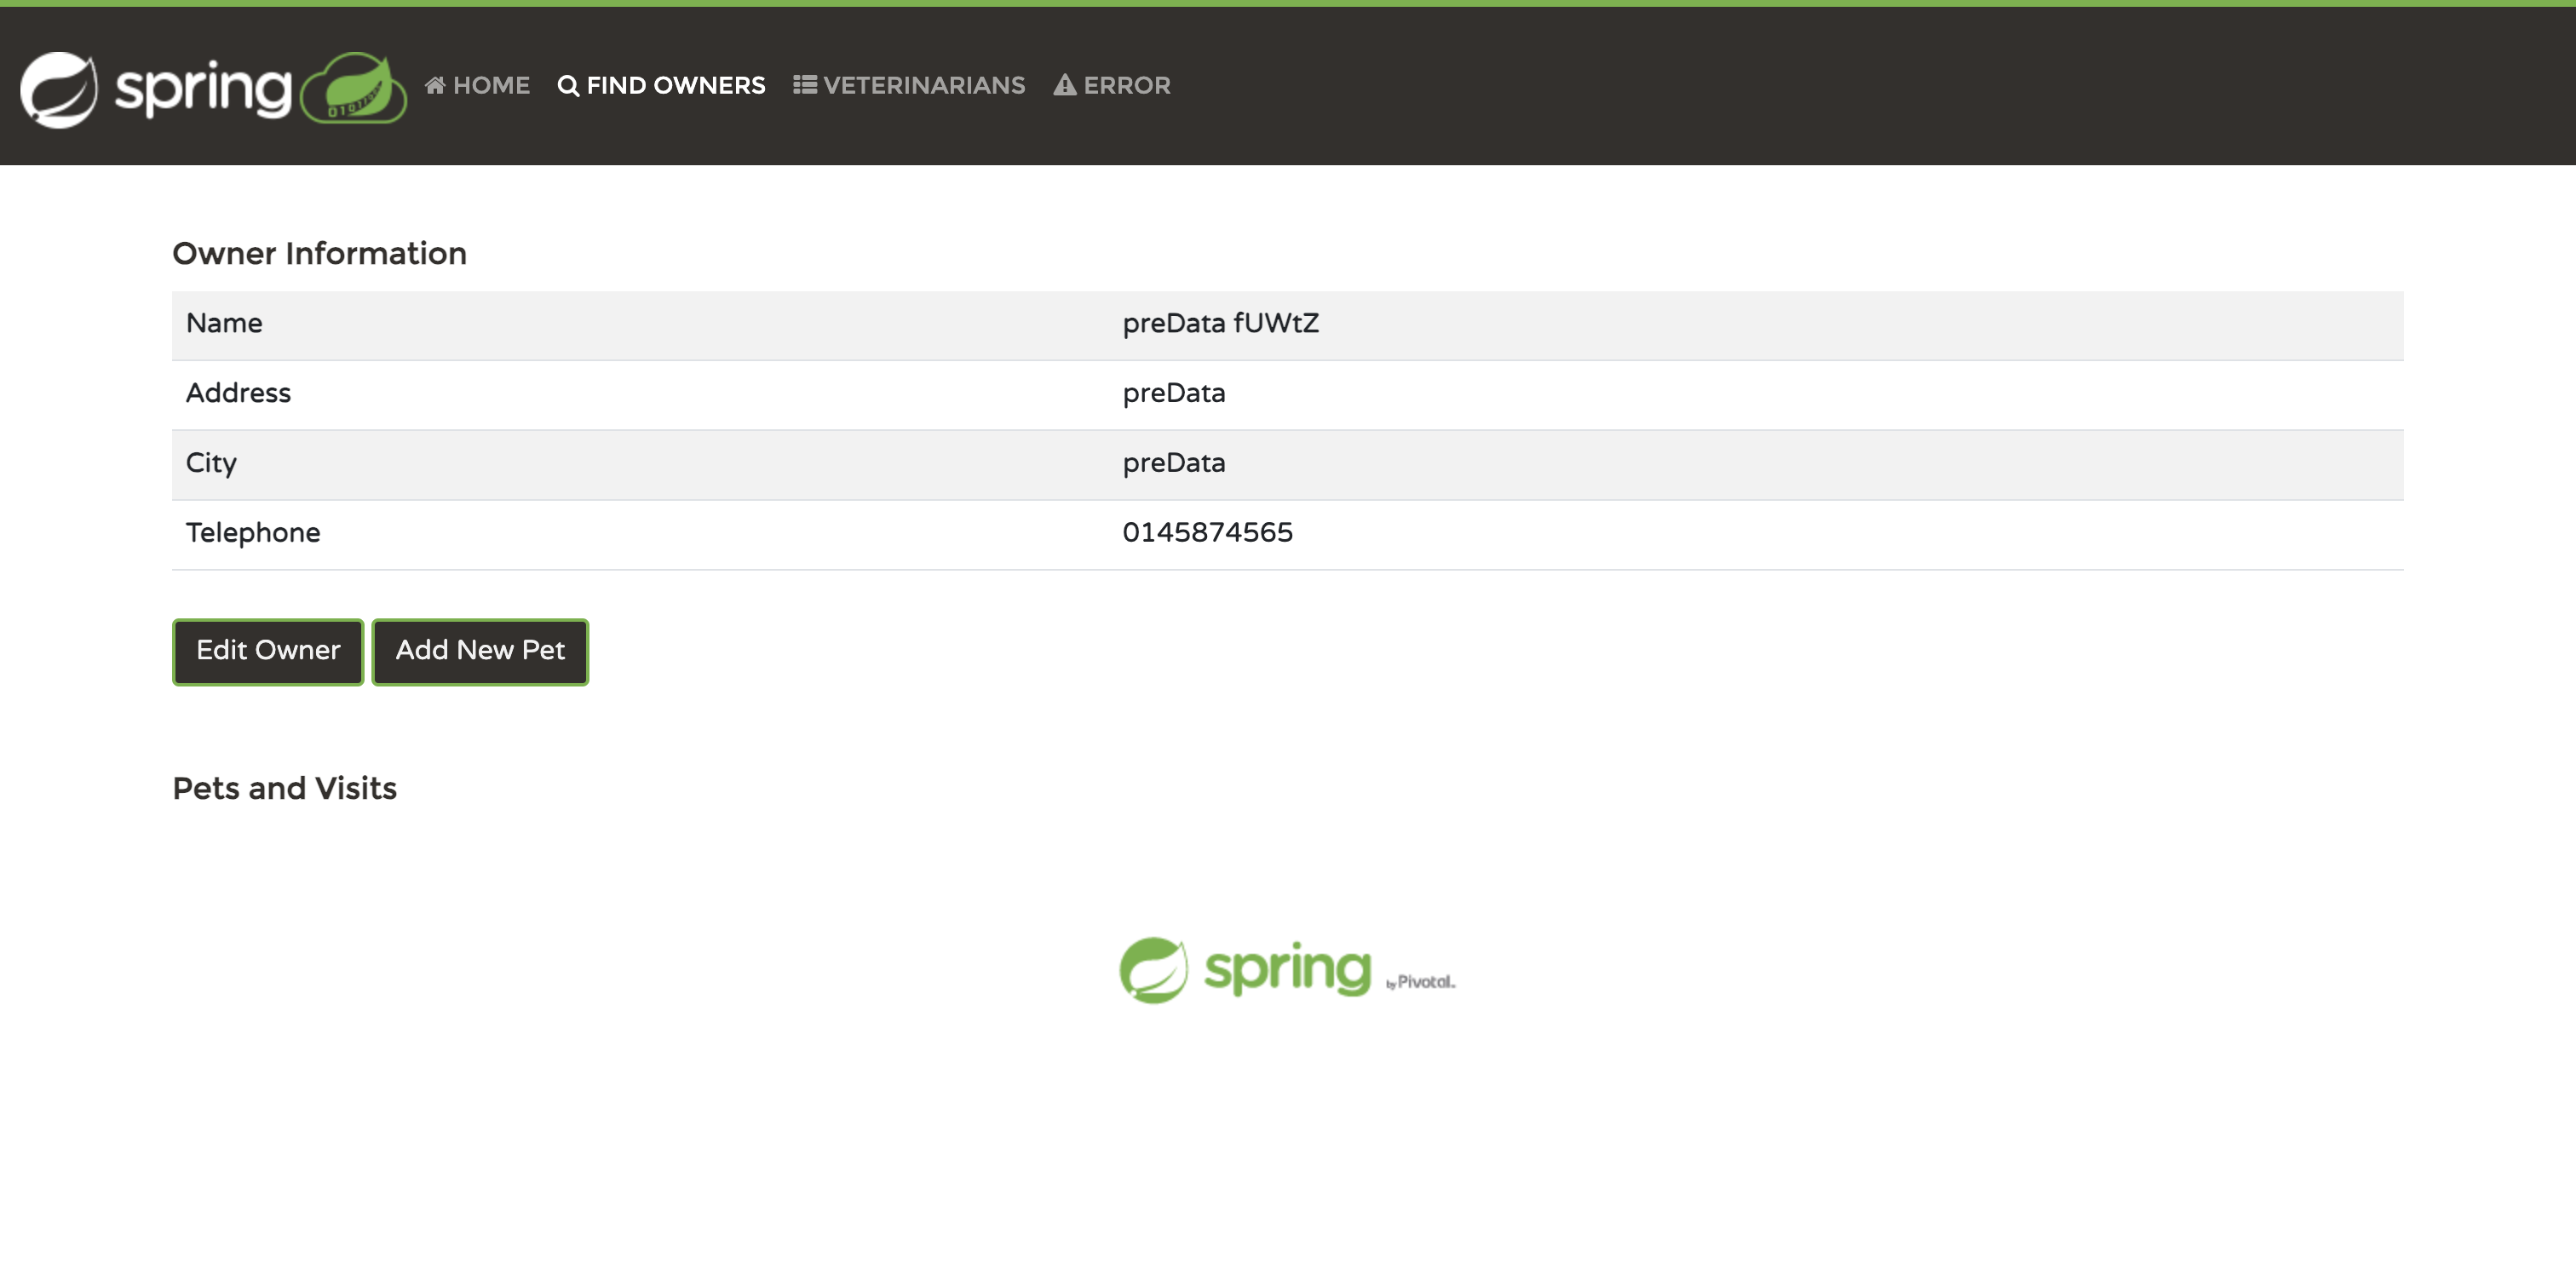 spring
HOME FIND OWNERS VETERINARIANS ERROR
Owner Information
Name preData fUWtZ
Address preData
City preData
Telephone 0145874565
Edit Owner Add New Pet
Pets and Visits
spring by Pivotal